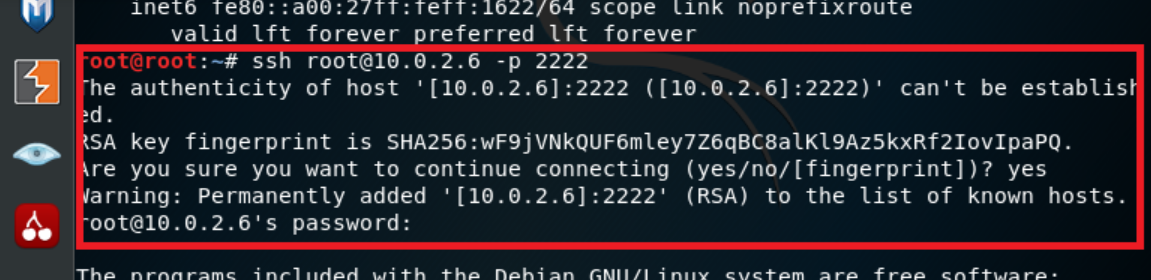 inet6 fe80::a00:27ff:feff:1622/64 scope link noprefixroute
valid_lft forever preferred_lft forever
root@root:~# ssh root@10.0.2.6 -p 2222
The authenticity of host '[10.0.2.6]:2222 ([10.0.2.6]:2222)' can't be establish
ed.
RSA key fingerprint is SHA256:wF9jVNkQUF6mley7Z6qBC8alKl9Az5kxRf2IovIpaPQ.
Are you sure you want to continue connecting (yes/no/[fingerprint])? yes
Warning: Permanently added '[10.0.2.6]:2222' (RSA) to the list of known hosts.
root@10.0.2.6's password:
The programs included with the Debian GNU/Linux system are free software;